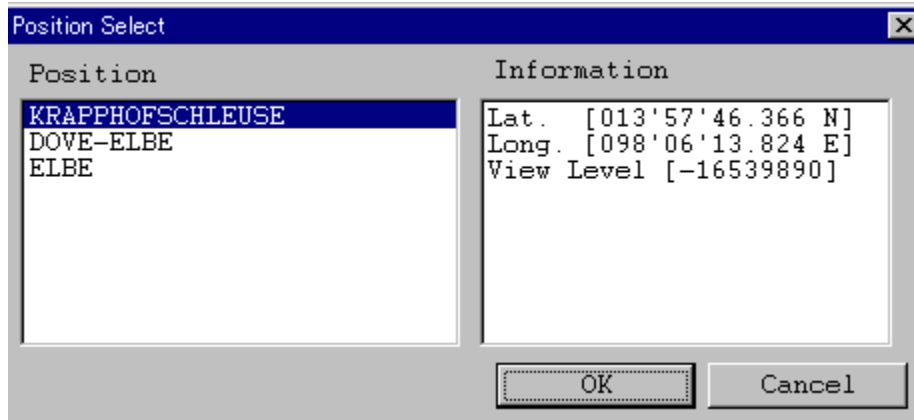 Position Select
Position
Information
KRAPPHOFSCHLEUSE
DOVE-ELBE
ELBE
Lat. [013'57'46.366 N]
Long. [098'06'13.824 E]
View Level [-16539890]
OK
Cancel